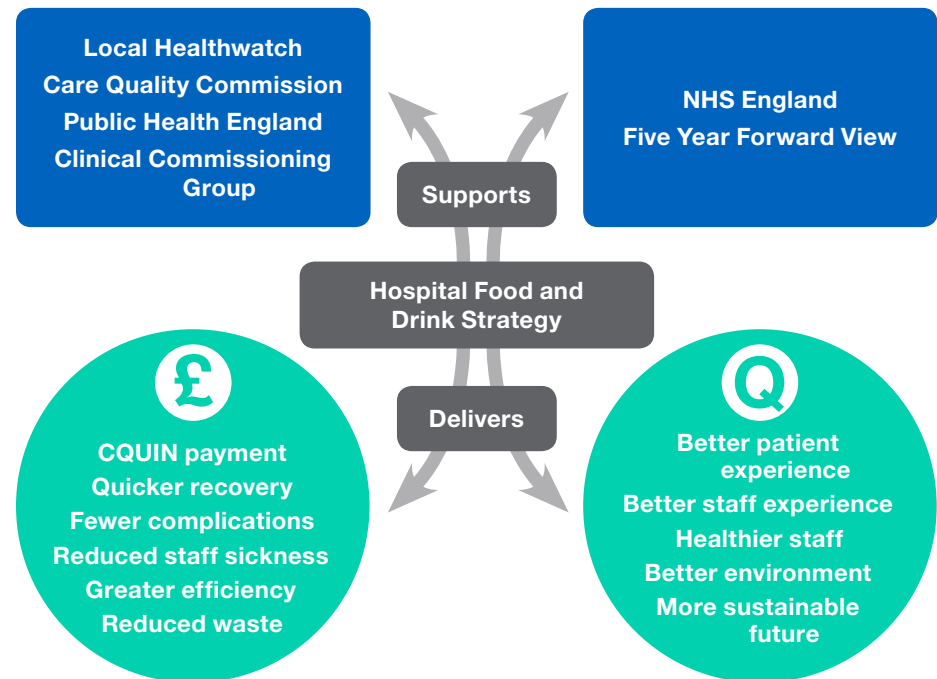 Local Healthwatch
Care Quality Commission
Public Health England
Clinical Commissioning
Group
NHS England
Five Year Forward View
Supports
Hospital Food and
Drink Strategy
Delivers
£
CQUIN payment
Quicker recovery
Fewer complications
Reduced staff sickness
Greater efficiency
Reduced waste
Q
Better patient
experience
Better staff experience
Healthier staff
Better environment
More sustainable
future